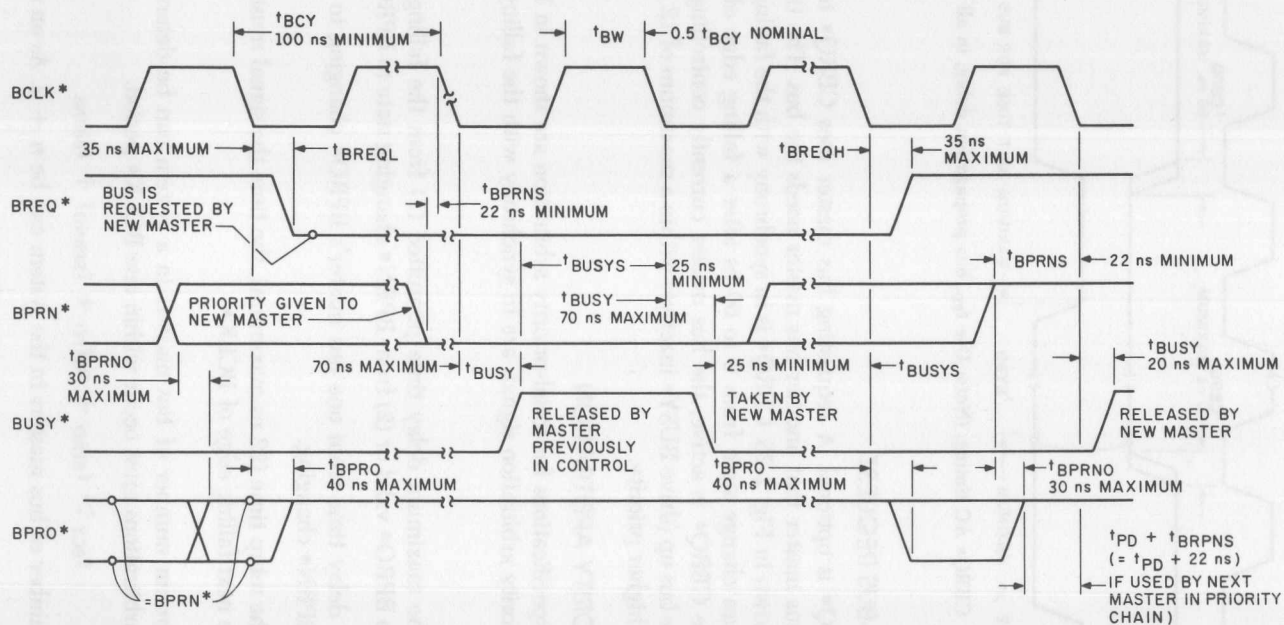 tBCY
100 ns MINIMUM
tBW
0.5 tBCY NOMINAL
BCLK*
35 ns MAXIMUM
tBREQL
tBREQH
35 ns
MAXIMUM
BREQ*
BUS IS
REQUESTED BY
NEW MASTER
tBPRNS
22 ns MINIMUM
tBUSYS
25 ns
MINIMUM
tBPRNS
22 ns MINIMUM
BPRN*
PRIORITY GIVEN TO
NEW MASTER
tBUSY
70 ns MAXIMUM
tBPRNO
30 ns
MAXIMUM
70 ns MAXIMUM
tBUSY
25 ns MINIMUM
tBUSYS
tBUSY
20 ns MAXIMUM
BUSY*
RELEASED BY
MASTER
PREVIOUSLY
IN CONTROL
TAKEN BY
NEW MASTER
RELEASED BY
NEW MASTER
tBPRO
40 ns MAXIMUM
tBPRO
40 ns MAXIMUM
tBPRNO
30 ns MAXIMUM
BPRO*
=BPRN*
tPD + tBRPNS
(= tPD + 22 ns)
IF USED BY NEXT
MASTER IN PRIORITY
CHAIN)